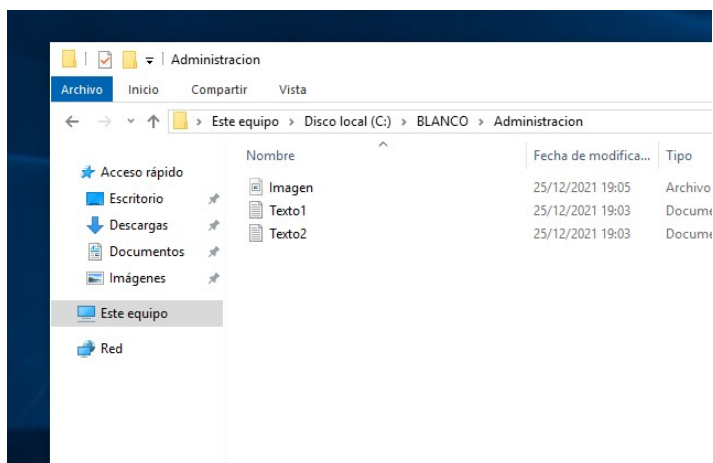 Administracion
Archivo Inicio Compartir Vista
Este equipo > Disco local (C:) > BLANCO > Administracion
Nombre Fecha de modifica... Tipo
Acceso rápido
Escritorio
Descargas
Documentos
Imágenes
Este equipo
Red
Imagen 25/12/2021 19:05 Archivo
Texto1 25/12/2021 19:03 Docume
Texto2 25/12/2021 19:03 Docume